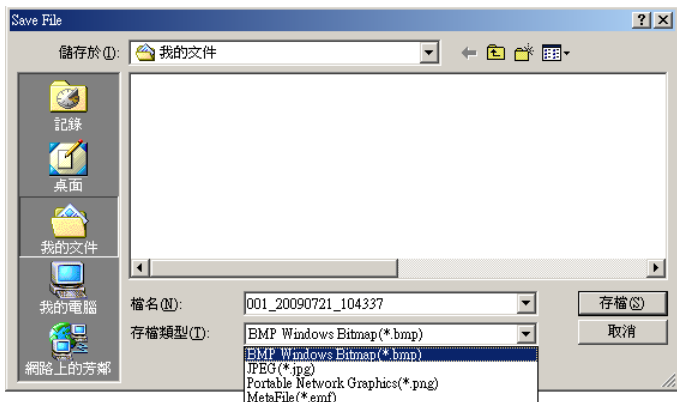 Save File
儲存於(I): 我的文件
記錄
桌面
我的文件
我的電腦
網路上的芳鄰
檔名(N): 001_20090721_104337 存檔(S)
存檔類型(T): BMP Windows Bitmap(*.bmp) 取消
BMP Windows Bitmap(*.bmp)
JPEG(*.jpg)
Portable Network Graphics(*.png)
MetaFile(*.emf)